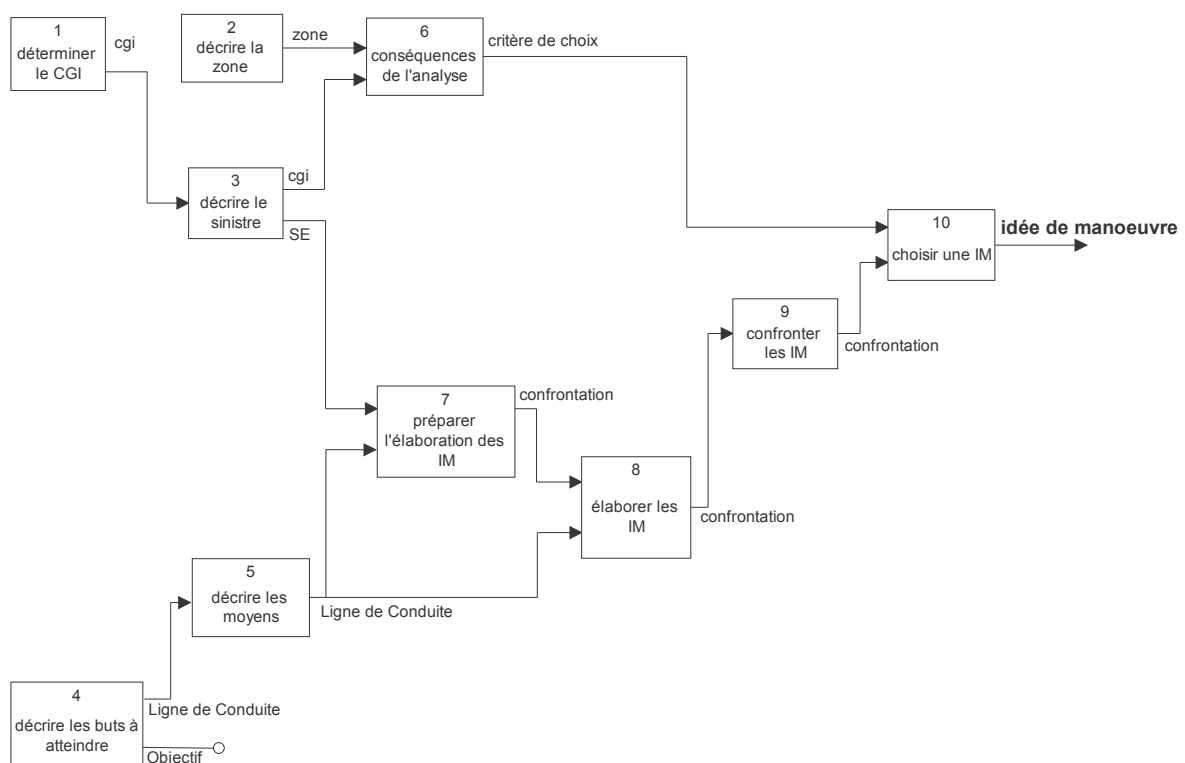 1
déterminer
le CGI
cgi
2
décrire la
zone
zone
6
conséquences
de l'analyse
critère de choix
3
décrire le
sinistre
cgi
SE
10
choisir une IM
idée de manoeuvre
9
confronter
les IM
confrontation
7
préparer
l'élaboration des
IM
confrontation
8
élaborer les
IM
confrontation
5
décrire les
moyens
Ligne de Conduite
4
décrire les buts à
atteindre
Ligne de Conduite
Objectif